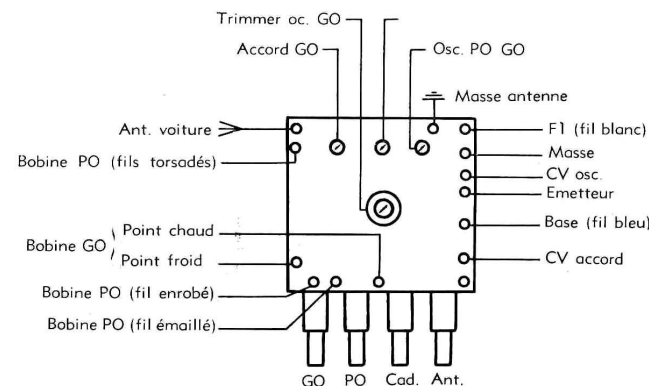 Trimmer oc. GO
Accord GO
Osc. PO GO
Masse antenne
Ant. voiture
F1 (fil blanc)
Bobine PO (fils torsadés)
Masse
CV osc.
Emetteur
Point chaud
Base (fil bleu)
Bobine GO
Point froid
CV accord
Bobine PO (fil enrobé)
Bobine PO (fil émaillé)
GO PO Cad. Ant.